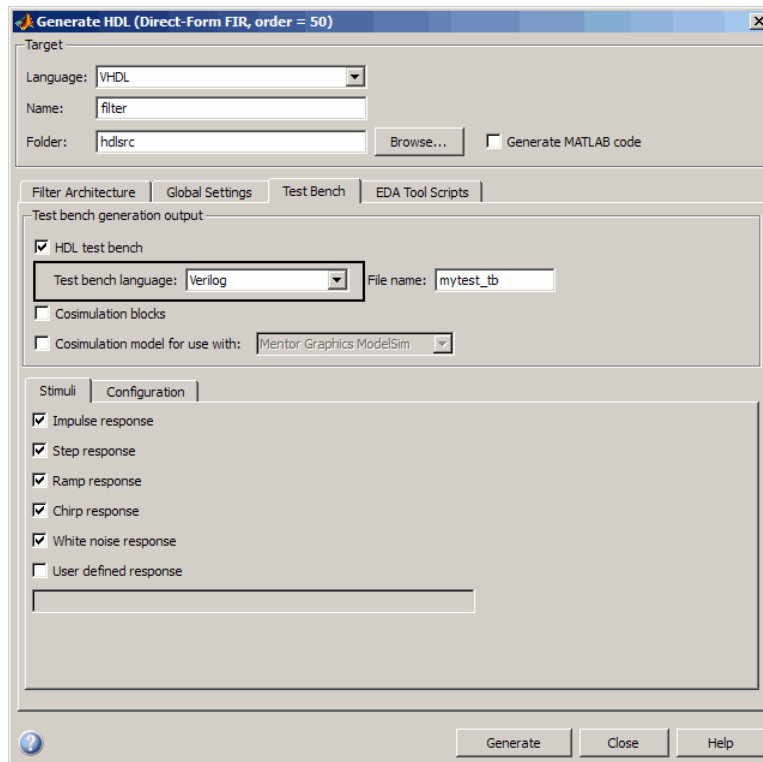 Generate HDL (Direct-Form FIR, order = 50)
Target
Language: VHDL
Name: filter
Folder: hdlsrc Browse... Generate MATLAB code
Filter Architecture Global Settings Test Bench EDA Tool Scripts
Test bench generation output
HDL test bench
Test bench language: Verilog File name: mytest_tb
Cosimulation blocks
Cosimulation model for use with: Mentor Graphics ModelSim
Stimuli Configuration
Impulse response
Step response
Ramp response
Chirp response
White noise response
User defined response
? Generate Close Help